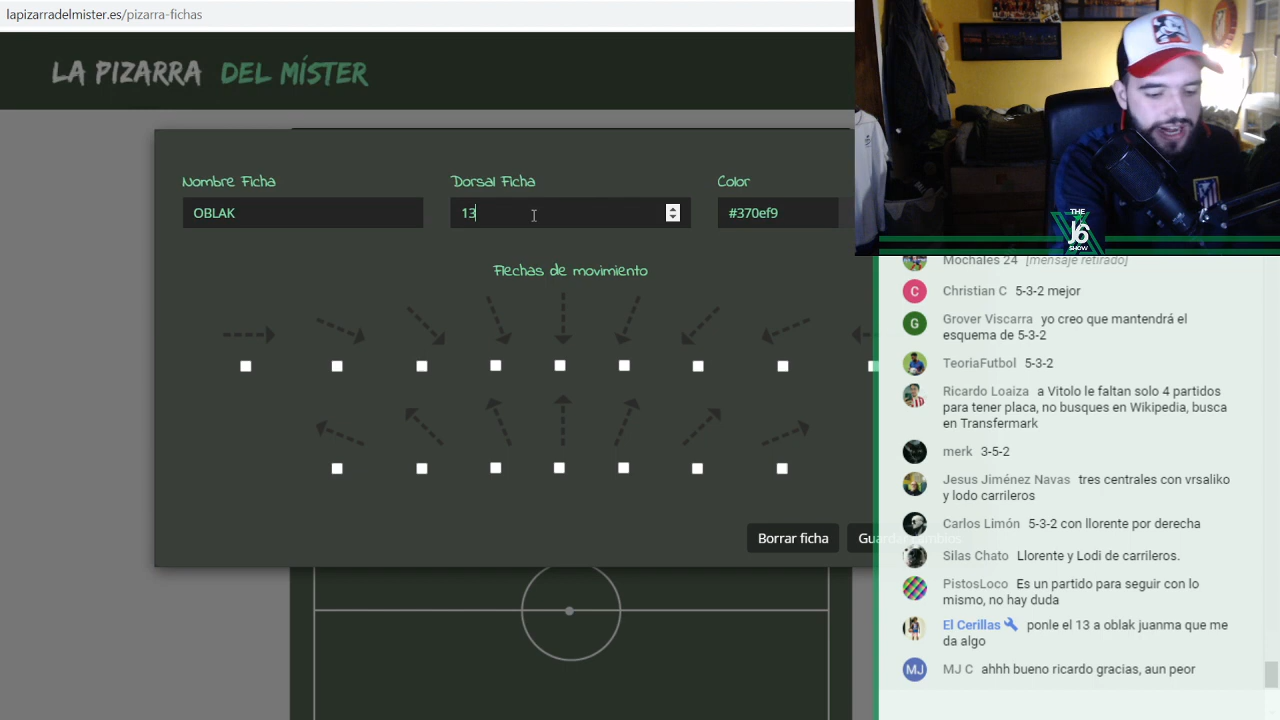 lapizarradelmister.es/pizarra-fichas
LA PIZARRA DEL MÍSTER
Nombre Ficha
Dorsal Ficha
Color
OBLAK
13
#370ef9
Flechas de movimiento
Borrar ficha
Guardar cambios
THE
J6
SHOW
Mochales 24 [mensaje retirado]
C Christian C 5-3-2 mejor
G Grover Viscarra yo creo que mantendrá el
esquema de 5-3-2
TeoriaFutbol 5-3-2
Ricardo Loaiza a Vitolo le faltan solo 4 partidos
para tener placa, no busques en Wikipedia, busca
en Transfermark
merk 3-5-2
Jesus Jiménez Navas tres centrales con vrsaliko
y lodo carrileros
Carlos Limón 5-3-2 con llorente por derecha
Silas Chato Llorente y Lodi de carrileros.
PistosLoco Es un partido para seguir con lo
mismo, no hay duda
El Cerillas ponle el 13 a oblak juanma que me
da algo
MJ MJ C ahhh bueno ricardo gracias, aun peor